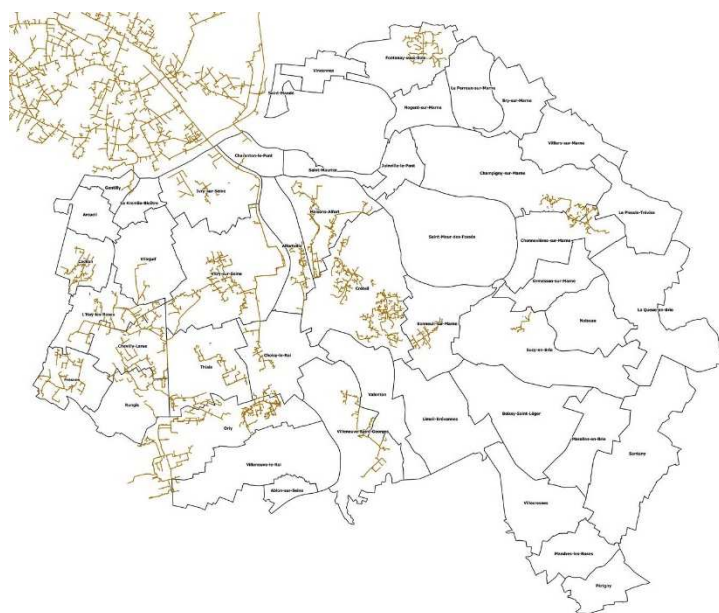 Fontenay-sous-Bois
Vincennes
Le Perreux-sur-Marne
Saint-Mandé
Bry-sur-Marne
Nogent-sur-Marne
Villiers-sur-Marne
Charenton-le-Pont
Joinville-le-Pont
Saint-Maurice
Champigny-sur-Marne
Gentilly
Ivry-sur-Seine
Le Kremlin-Bicêtre
Maisons-Alfort
Le Plessis-Trévise
Arcueil
Villejuif
Saint-Maur-des-Fossés
Alfortville
Chennevières-sur-Marne
Cachan
Vitry-sur-Seine
Ormesson-sur-Marne
Créteil
Noiseau
La Queue-en-Brie
L'Haÿ-les-Roses
Bonneuil-sur-Marne
Sucy-en-Brie
Chevilly-Larue
Choisy-le-Roi
Thiais
Fresnes
Valenton
Rungis
Limeil-Brévannes
Boissy-Saint-Léger
Orly
Villeneuve-Saint-Georges
Marolles-en-Brie
Santeny
Villeneuve-le-Roi
Ablon-sur-Seine
Villecresnes
Mandres-les-Roses
Périgny